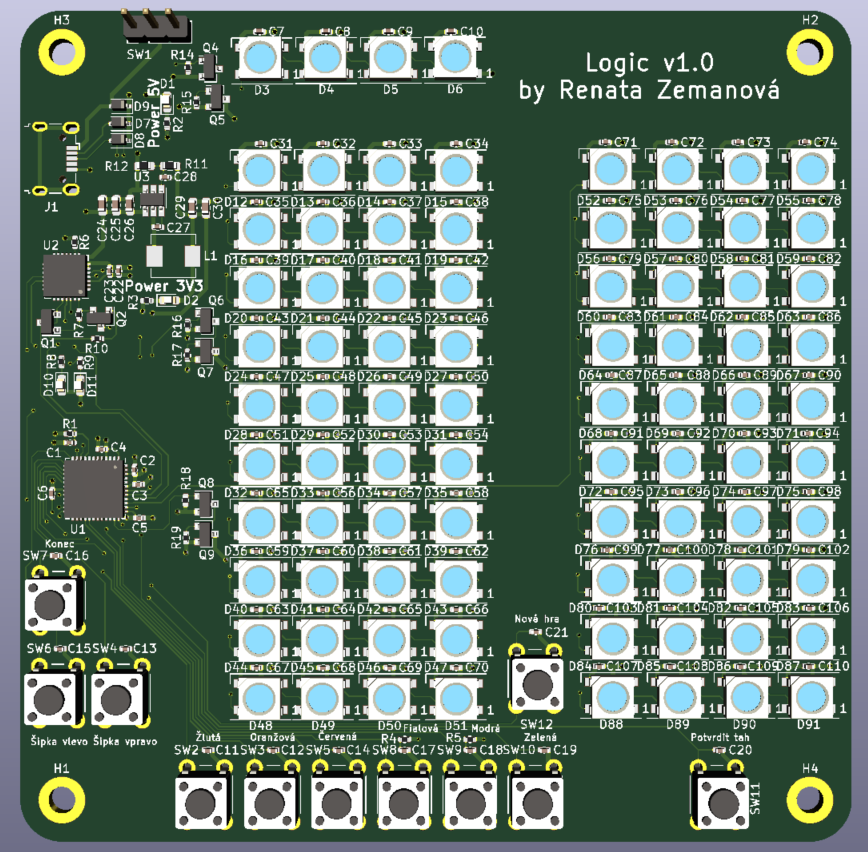 H3
H2
SW1
R14
Q4
C7
C8
C9
C10
Logic v1.0
by Renata Zemanová
D3
D4
D5
D6
1
D9
D7
D8
Power 5V
D1
R2
R15
Q5
J1
R12
U3
R11
C28
C31
C32
C33
C34
C71
C72
C73
C74
C24
C25
C26
C29
C30
C27
D12 C35 D13 C36 D14 C37 D15 C38
D52 C75 D53 C76 D54 C77 D55 C78
U2
R6
L1
D16 C39 D17 C40 D18 C41 D19 C42
D56 C79 D57 C80 D58 C81 D59 C82
C23
C22
Power 3V3
R3
D2
Q6
D20 C43 D21 C44 D22 C45 D23 C46
D60 C83 D61 C84 D62 C85 D63 C86
Q1
R7
Q2
R10
R16
R17
Q7
R8
R9
D10
D11
D24 C47 D25 C48 D26 C49 D27 C50
D64 C87 D65 C88 D66 C89 D67 C90
R1
C1
C4
D28 C51 D29 C52 D30 C53 D31 C54
D68 C91 D69 C92 D70 C93 D71 C94
C2
C3
C6
C5
U1
R18
Q8
D32 C55 D33 C56 D34 C57 D35 C58
D72 C95 D73 C96 D74 C97 D75 C98
R19
Q9
D36 C59 D37 C60 D38 C61 D39 C62
D76 C99 D77 C100 D78 C101 D79 C102
Konec
SW7 C16
D40 C63 D41 C64 D42 C65 D43 C66
D80 C103 D81 C104 D82 C105 D83 C106
Nová hra
C21
SW6 C15 SW4 C13
D44 C67 D45 C68 D46 C69 D47 C70
D84 C107 D85 C108 D86 C109 D87 C110
SW12
D48
D49
D50
D51
D88
D89
D90
D91
Šipka vlevo
Šipka vpravo
Žlutá
Oranžová
Červená
Fialová
Modrá
Zelená
Potvrdit tah
R4
R5
SW2 C11 SW3 C12 SW5 C14 SW8 C17 SW9 C18 SW10 C19
C20
SW11
H1
H4